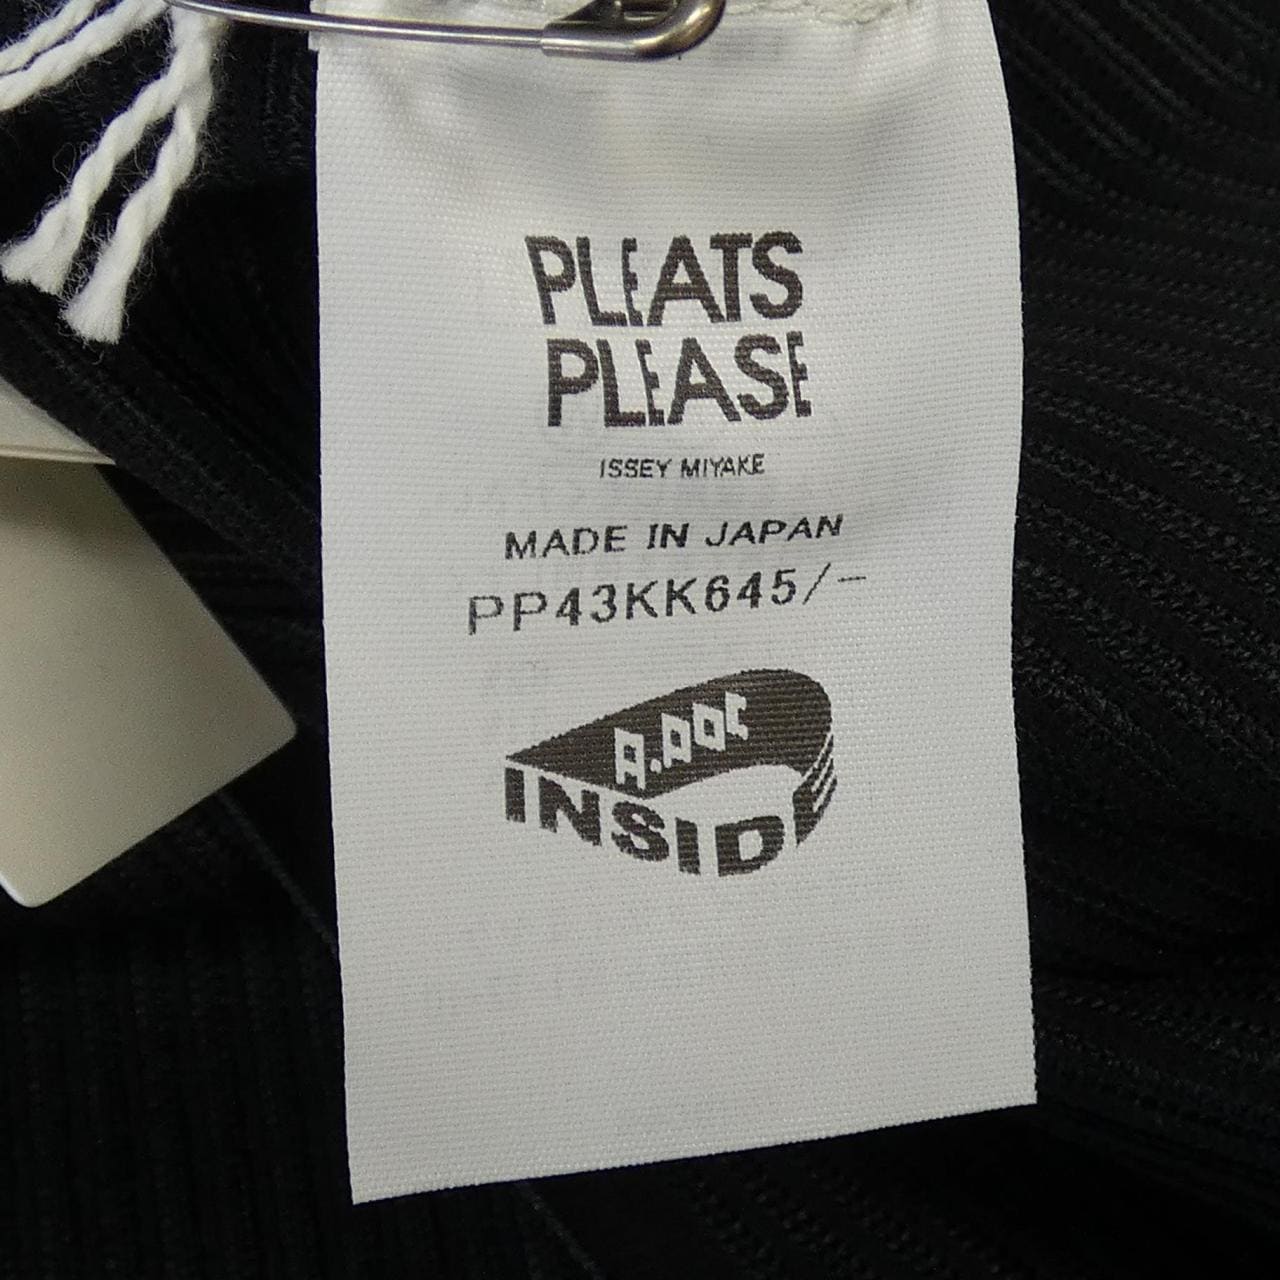 PLEATS
PLEASE
ISSEY MIYAKE
MADE IN JAPAN
PP43KK645/-
A.POC
INSIDE